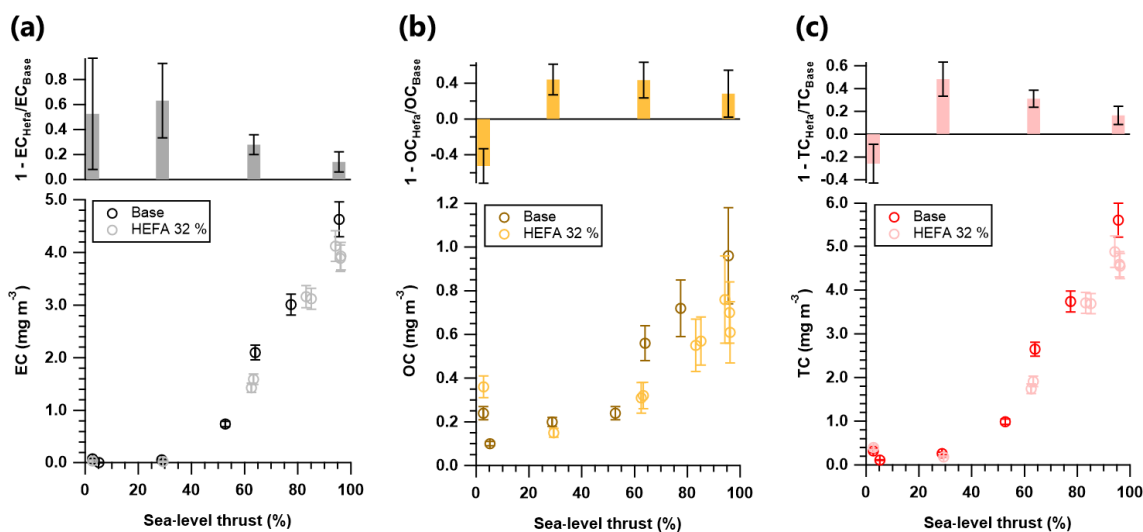 (a)
1 - EC_Hefa/EC_Base
0.8
0.6
0.4
0.2
0.0
EC (mg m⁻³)
5.0
4.0
3.0
2.0
1.0
0.0
Base
HEFA 32 %
0 20 40 60 80 100
Sea-level thrust (%)
(b)
1 - OC_Hefa/OC_Base
0.4
0.0
-0.4
OC (mg m⁻³)
1.2
1.0
0.8
0.6
0.4
0.2
0.0
Base
HEFA 32 %
0 20 40 60 80 100
Sea-level thrust (%)
(c)
1 - TC_Hefa/TC_Base
0.6
0.4
0.2
0.0
-0.2
-0.4
TC (mg m⁻³)
6.0
5.0
4.0
3.0
2.0
1.0
0.0
Base
HEFA 32 %
0 20 40 60 80 100
Sea-level thrust (%)